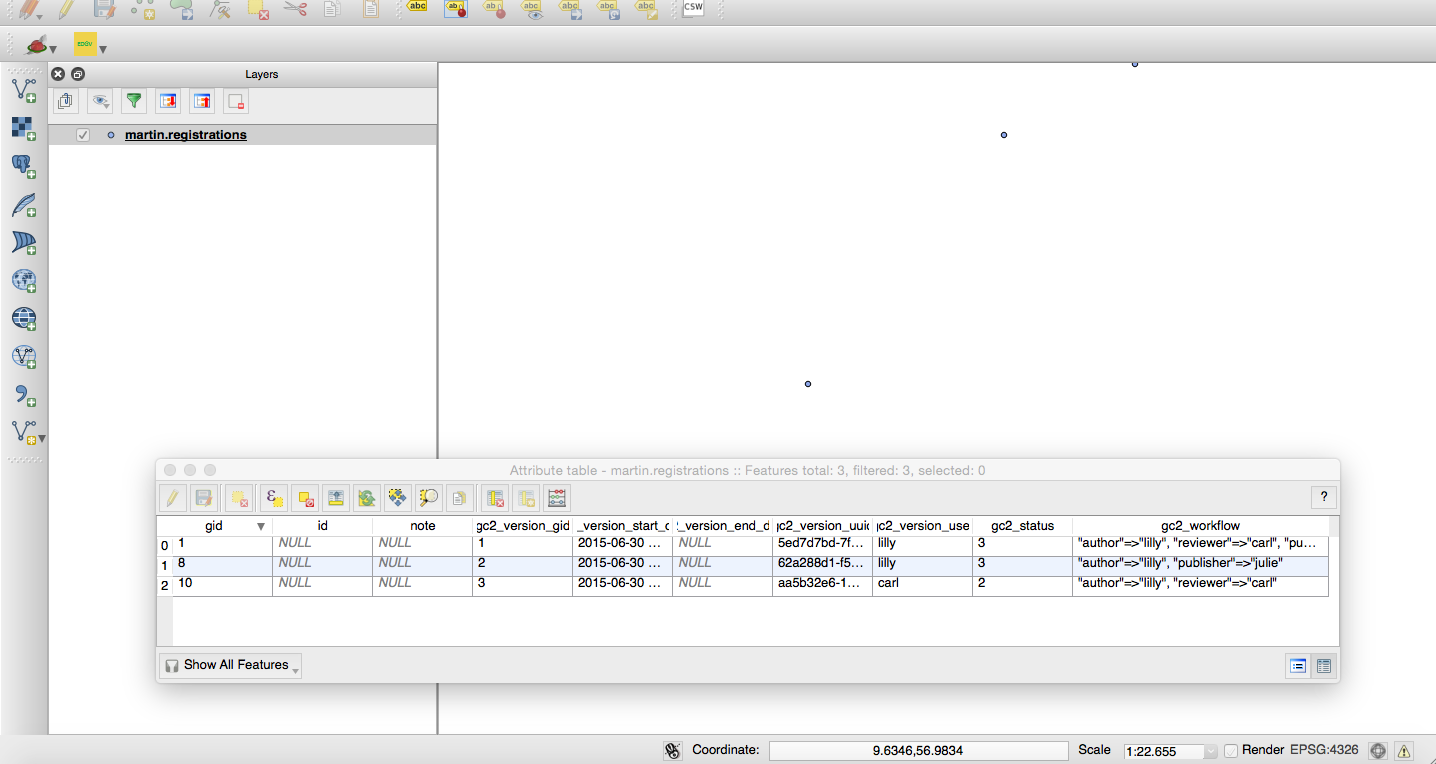 abc ab ab abc abc abc abc CSW
EDGV
Layers
martin.registrations
Attribute table - martin.registrations :: Features total: 3, filtered: 3, selected: 0
ε
?
gid id note gc2_version_gid _version_start_c _version_end_d gc2_version_uuid gc2_version_use gc2_status gc2_workflow
0 1 NULL NULL 1 2015-06-30 ... NULL 5ed7d7bd-7f... lilly 3 "author"=>"lilly", "reviewer"=>"carl", "pu...
1 8 NULL NULL 2 2015-06-30 ... NULL 62a288d1-f5... lilly 3 "author"=>"lilly", "publisher"=>"julie"
2 10 NULL NULL 3 2015-06-30 ... NULL aa5b32e6-1... carl 2 "author"=>"lilly", "reviewer"=>"carl"
Show All Features
Coordinate: 9.6346,56.9834 Scale 1:22.655 Render EPSG:4326